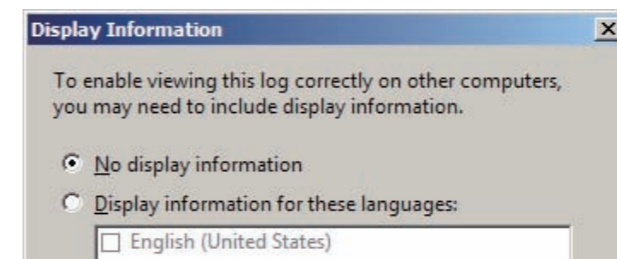 Display Information
To enable viewing this log correctly on other computers,
you may need to include display information.
No display information
Display information for these languages:
English (United States)